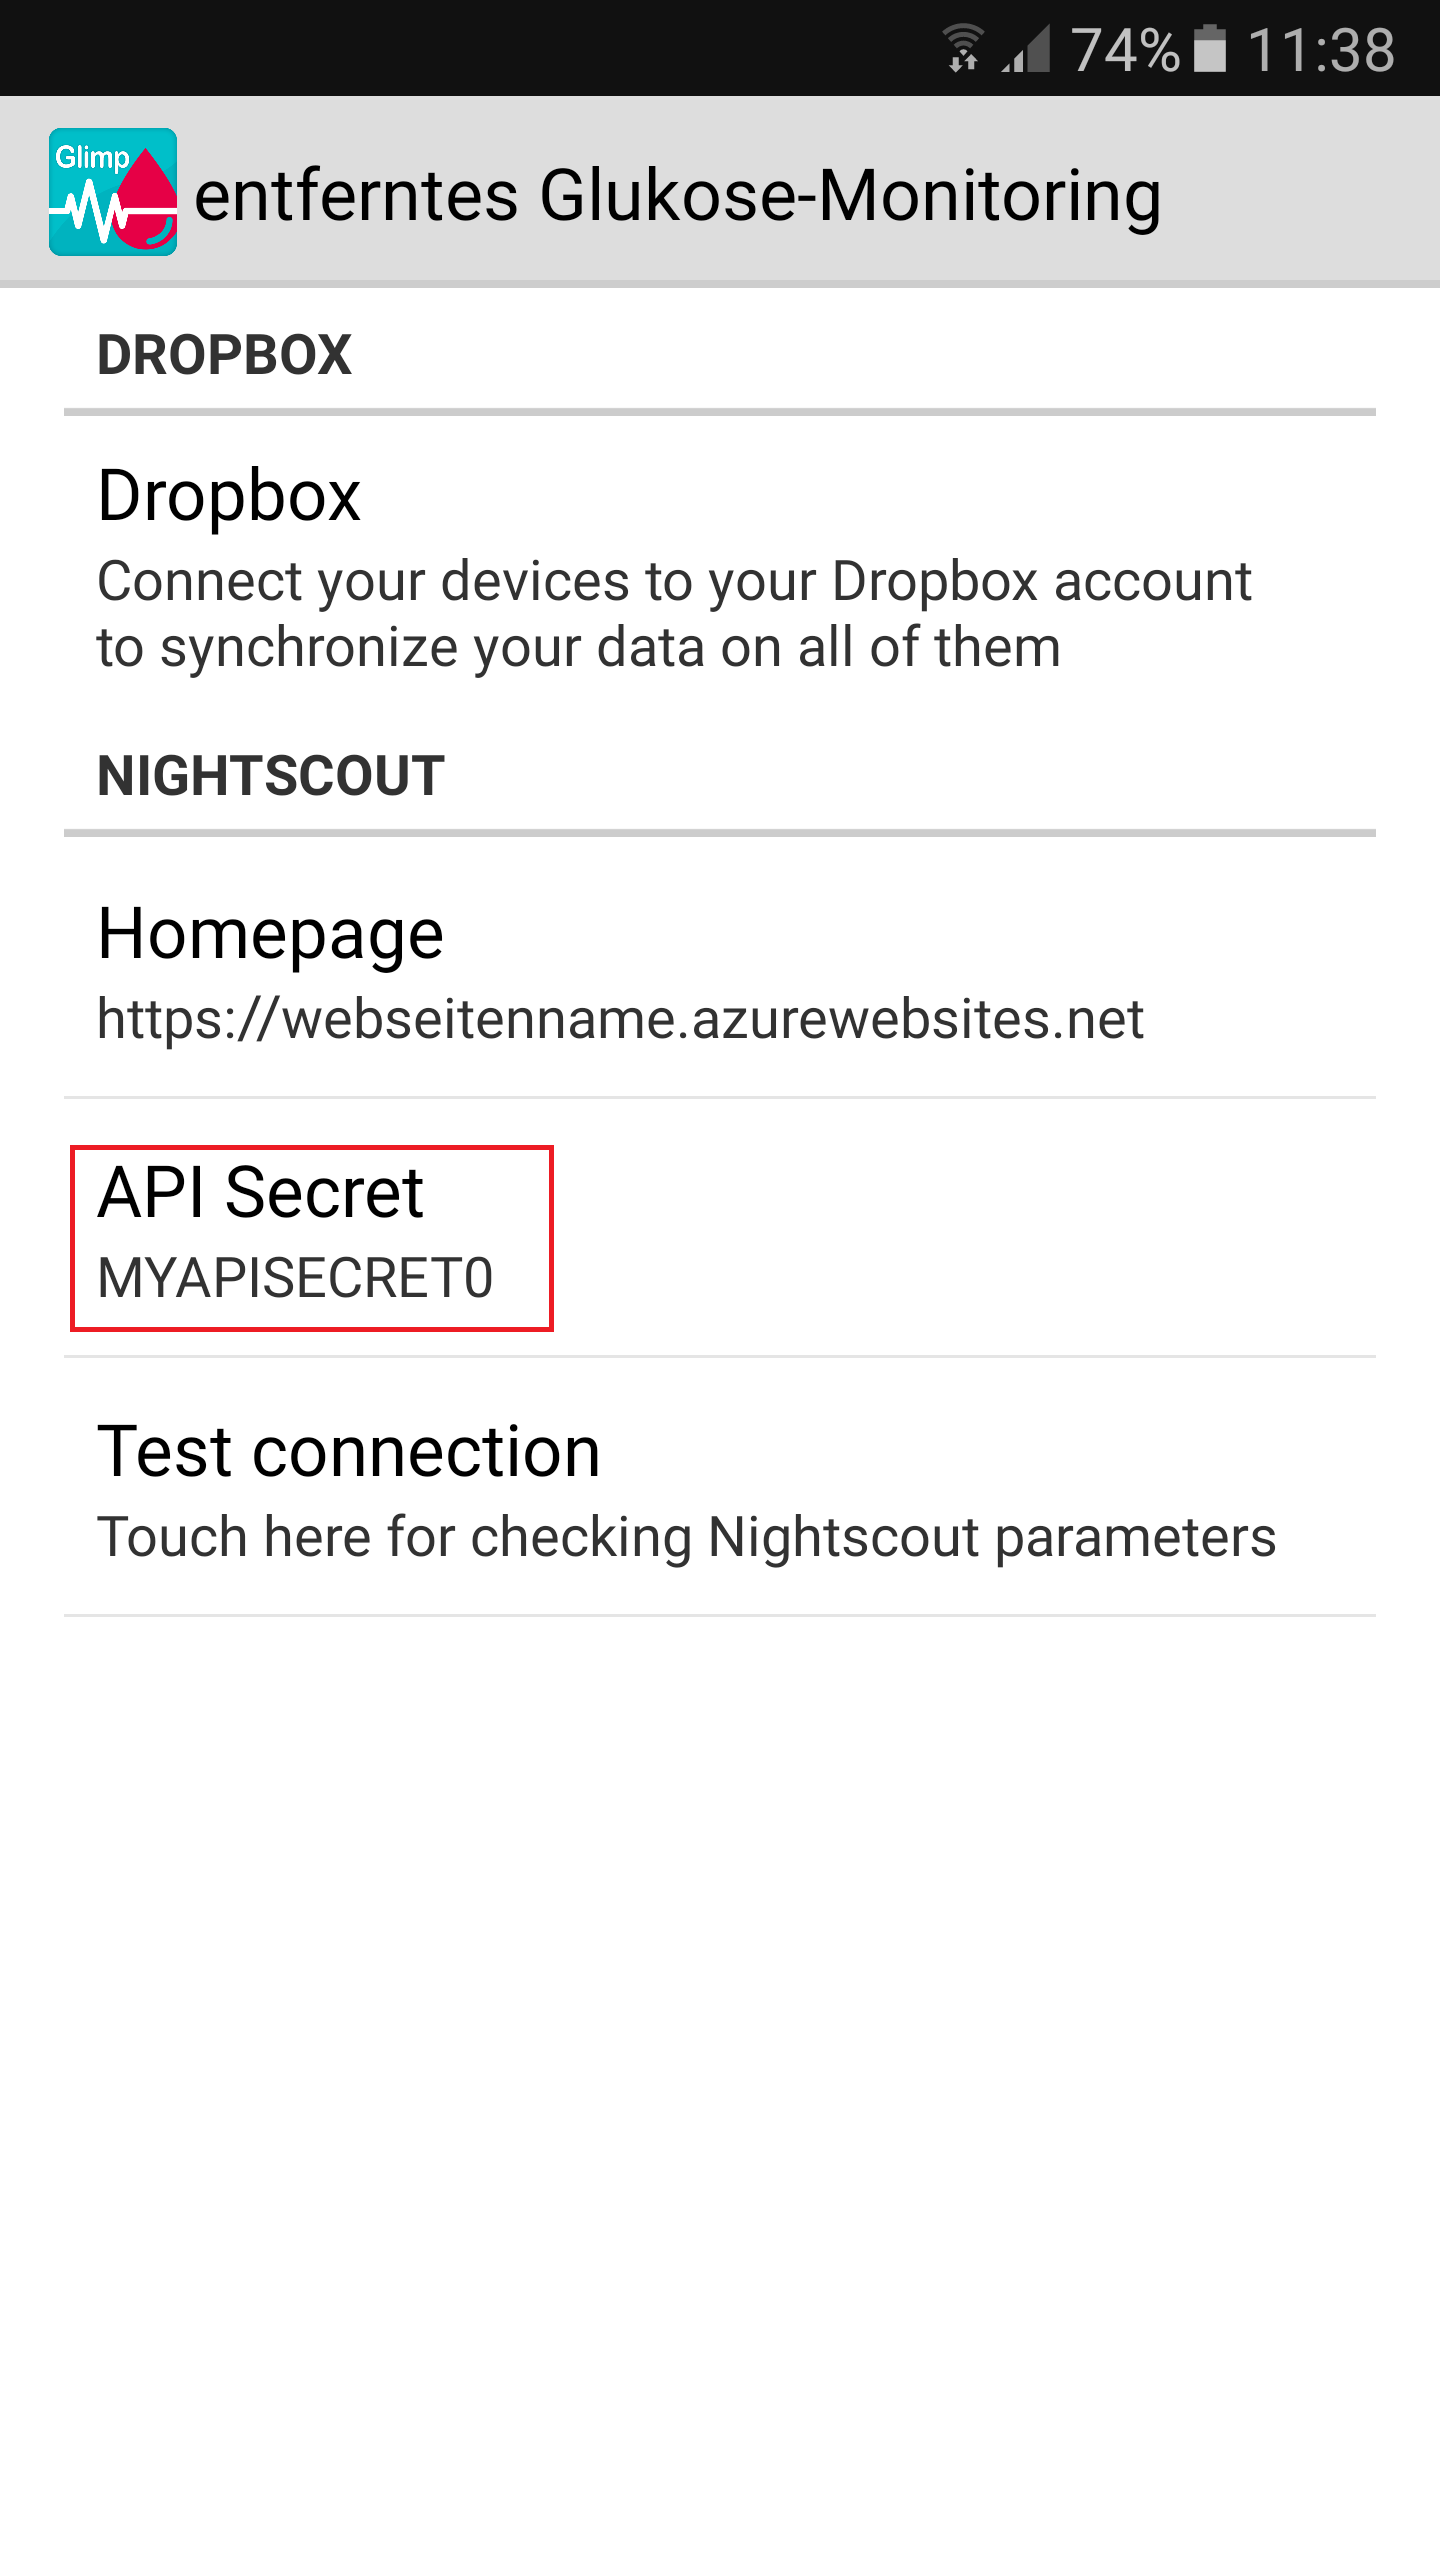 74% 11:38
Glimp
entferntes Glukose-Monitoring
DROPBOX
Dropbox
Connect your devices to your Dropbox account
to synchronize your data on all of them
NIGHTSCOUT
Homepage
https://webseitenname.azurewebsites.net
API Secret
MYAPISECRET0
Test connection
Touch here for checking Nightscout parameters